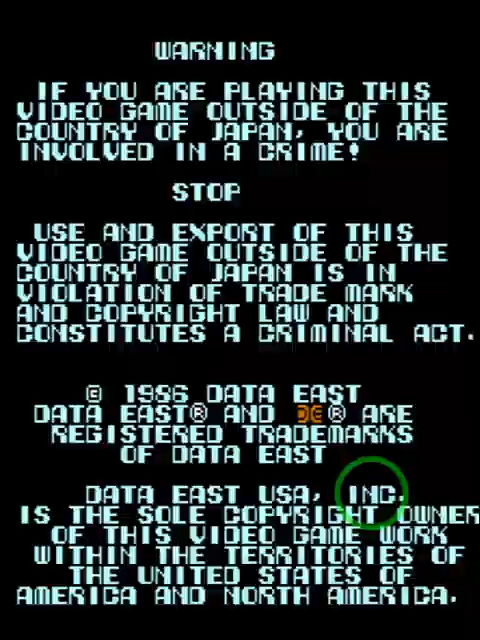 WARNING
IF YOU ARE PLAYING THIS
VIDEO GAME OUTSIDE OF THE
COUNTRY OF JAPAN, YOU ARE
INVOLVED IN A CRIME!
STOP
USE AND EXPORT OF THIS
VIDEO GAME OUTSIDE OF THE
COUNTRY OF JAPAN IS IN
VIOLATION OF TRADE MARK
AND COPYRIGHT LAW AND
CONSTITUTES A CRIMINAL ACT.
© 1986 DATA EAST
DATA EAST® AND DE® ARE
REGISTERED TRADEMARKS
OF DATA EAST
DATA EAST USA, INC.
IS THE SOLE COPYRIGHT OWNER
OF THIS VIDEO GAME WORK
WITHIN THE TERRITORIES OF
THE UNITED STATES OF
AMERICA AND NORTH AMERICA.